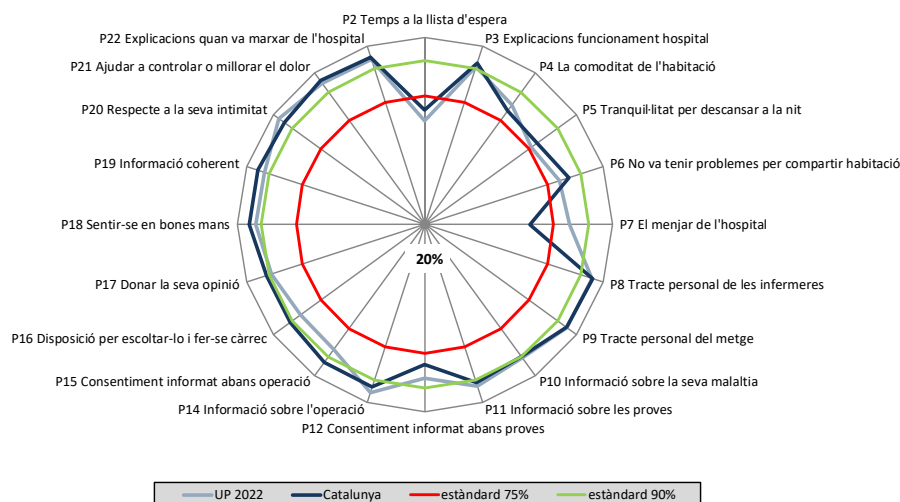 P2 Temps a la llista d'espera
P3 Explicacions funcionament hospital
P4 La comoditat de l'habitació
P5 Tranquil·litat per descansar a la nit
P6 No va tenir problemes per compartir habitació
P7 El menjar de l'hospital
P8 Tracte personal de les infermeres
P9 Tracte personal del metge
P10 Informació sobre la seva malaltia
P11 Informació sobre les proves
P12 Consentiment informat abans proves
P14 Informació sobre l'operació
P15 Consentiment informat abans operació
P16 Disposició per escoltar-lo i fer-se càrrec
P17 Donar la seva opinió
P18 Sentir-se en bones mans
P19 Informació coherent
P20 Respecte a la seva intimitat
P21 Ajudar a controlar o millorar el dolor
P22 Explicacions quan va marxar de l'hospital
20%
UP 2022
Catalunya
estàndard 75%
estàndard 90%